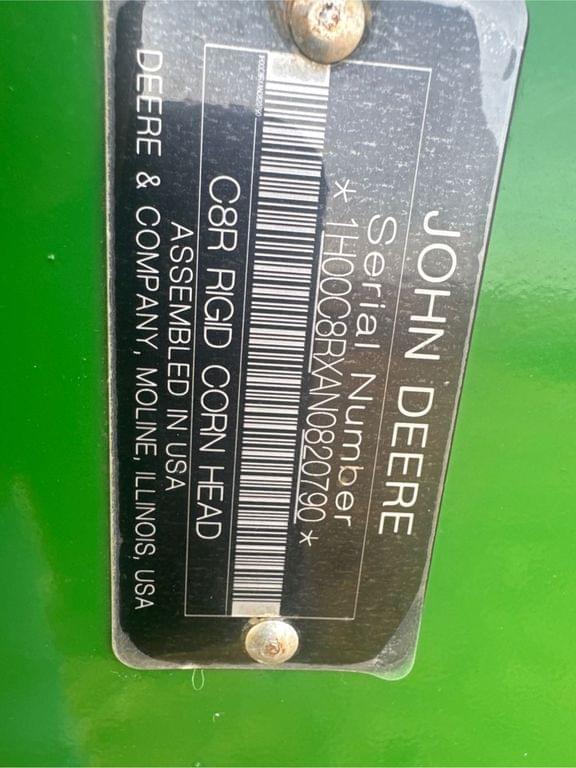 JOHN DEERE
Serial Number
* 1H00C8RXAN0820790 *
C8R RIGID CORN HEAD
ASSEMBLED IN USA
DEERE & COMPANY, MOLINE, ILLINOIS, USA